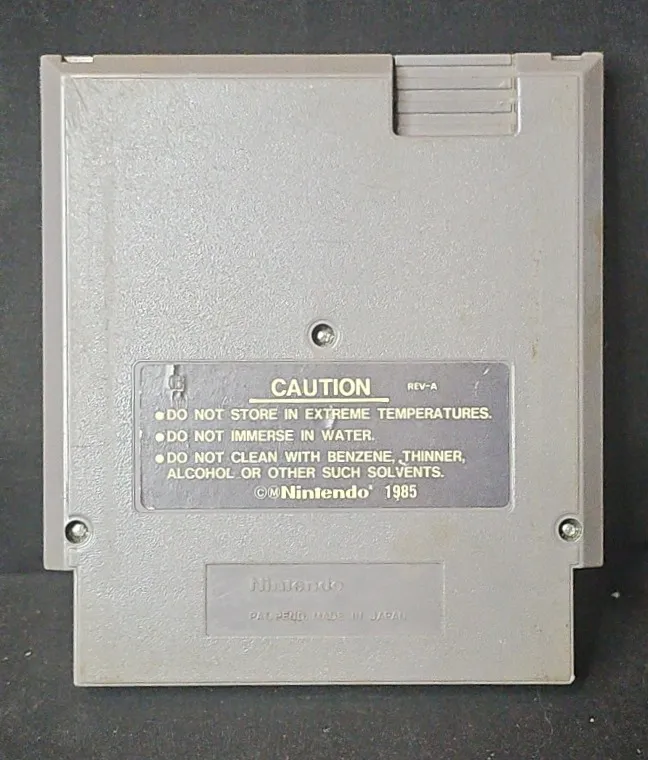 CAUTION REV-A
●DO NOT STORE IN EXTREME TEMPERATURES.
●DO NOT IMMERSE IN WATER.
●DO NOT CLEAN WITH BENZENE, THINNER,
ALCOHOL OR OTHER SUCH SOLVENTS.
©ⓂNintendo® 1985
Nintendo
PAT. PEND. MADE IN JAPAN